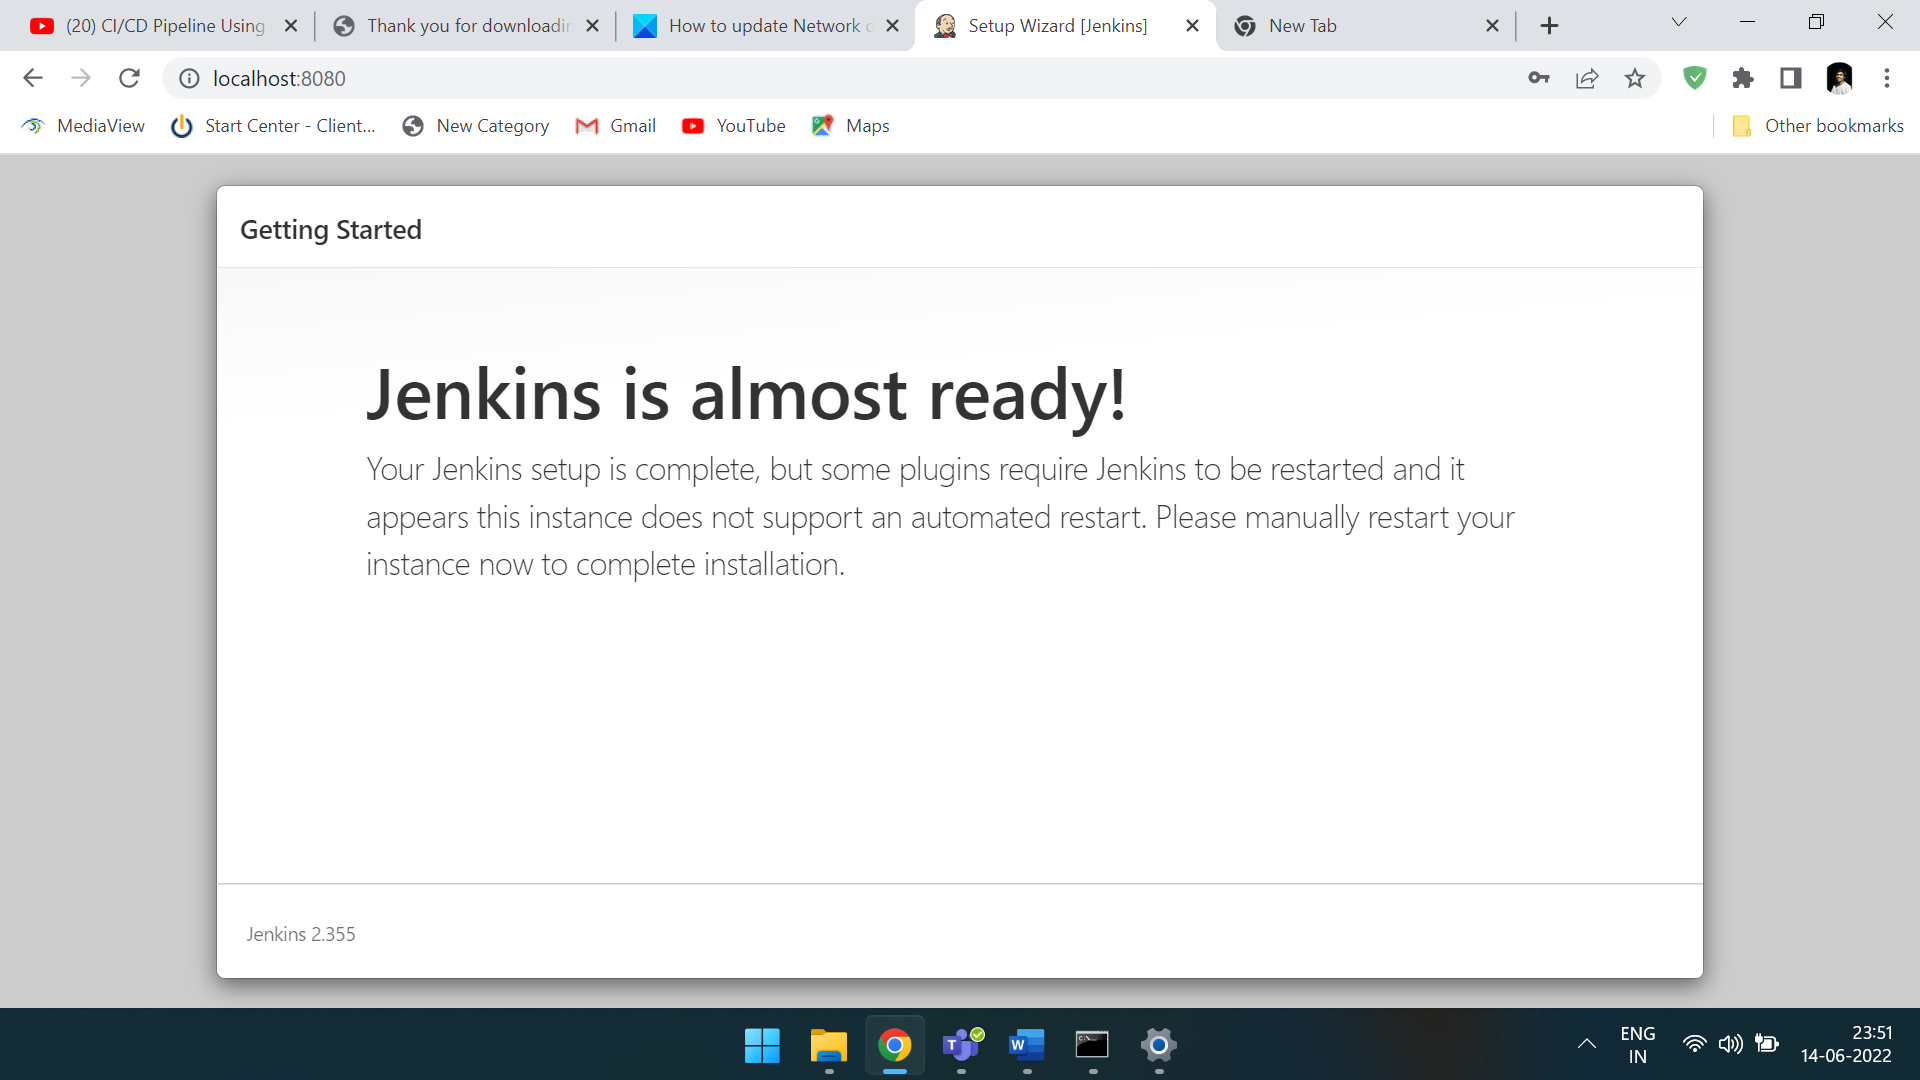 (20) CI/CD Pipeline Using
Thank you for downloadin
How to update Network d
Setup Wizard [Jenkins]
New Tab
localhost:8080
MediaView
Start Center - Client...
New Category
Gmail
YouTube
Maps
Other bookmarks
Getting Started
Jenkins is almost ready!
Your Jenkins setup is complete, but some plugins require Jenkins to be restarted and it
appears this instance does not support an automated restart. Please manually restart your
instance now to complete installation.
Jenkins 2.355
ENG
IN
23:51
14-06-2022